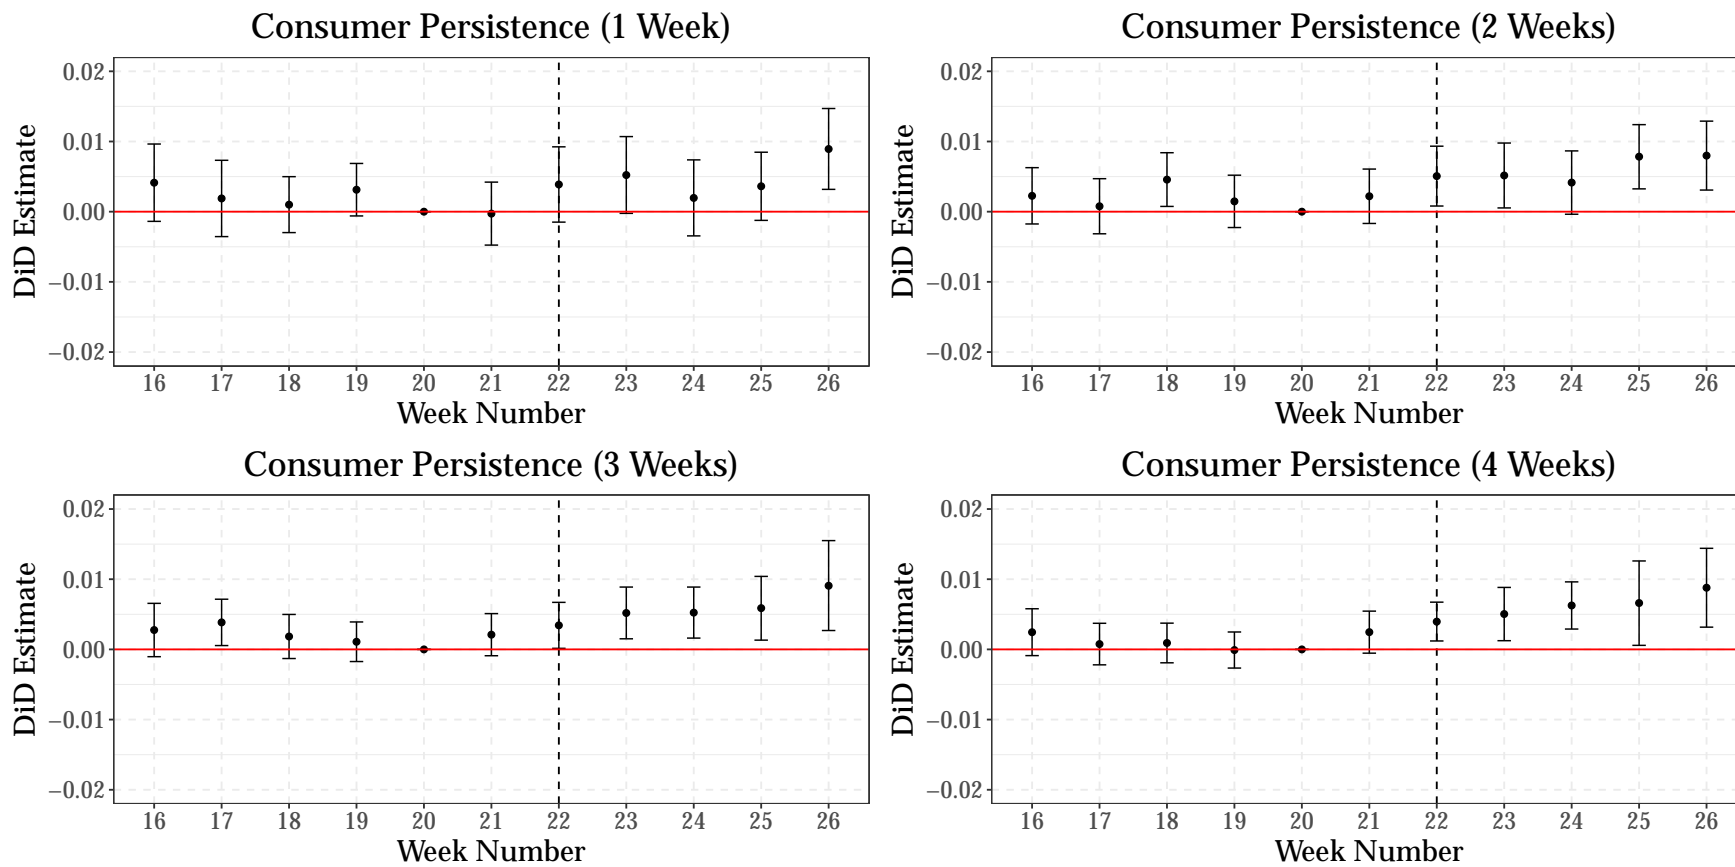 Consumer Persistence (1 Week)
DiD Estimate
0.02
0.01
0.00
−0.01
−0.02
16 17 18 19 20 21 22 23 24 25 26
Week Number
Consumer Persistence (2 Weeks)
DiD Estimate
0.02
0.01
0.00
−0.01
−0.02
16 17 18 19 20 21 22 23 24 25 26
Week Number
Consumer Persistence (3 Weeks)
DiD Estimate
0.02
0.01
0.00
−0.01
−0.02
16 17 18 19 20 21 22 23 24 25 26
Week Number
Consumer Persistence (4 Weeks)
DiD Estimate
0.02
0.01
0.00
−0.01
−0.02
16 17 18 19 20 21 22 23 24 25 26
Week Number